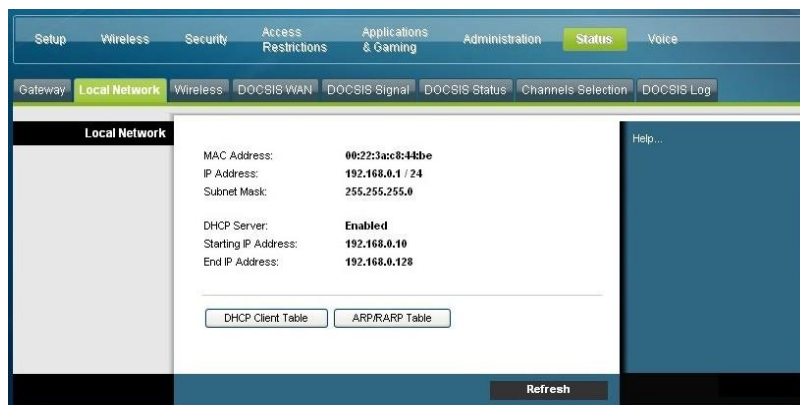 Setup Wireless Security Access Restrictions Applications & Gaming Administration Status Voice
Gateway Local Network Wireless DOCSIS WAN DOCSIS Signal DOCSIS Status Channels Selection DOCSIS Log
Local Network
Help...
MAC Address: 00:22:3a:c8:44:be
IP Address: 192.168.0.1 / 24
Subnet Mask: 255.255.255.0
DHCP Server: Enabled
Starting IP Address: 192.168.0.10
End IP Address: 192.168.0.128
DHCP Client Table ARP/RARP Table
Refresh